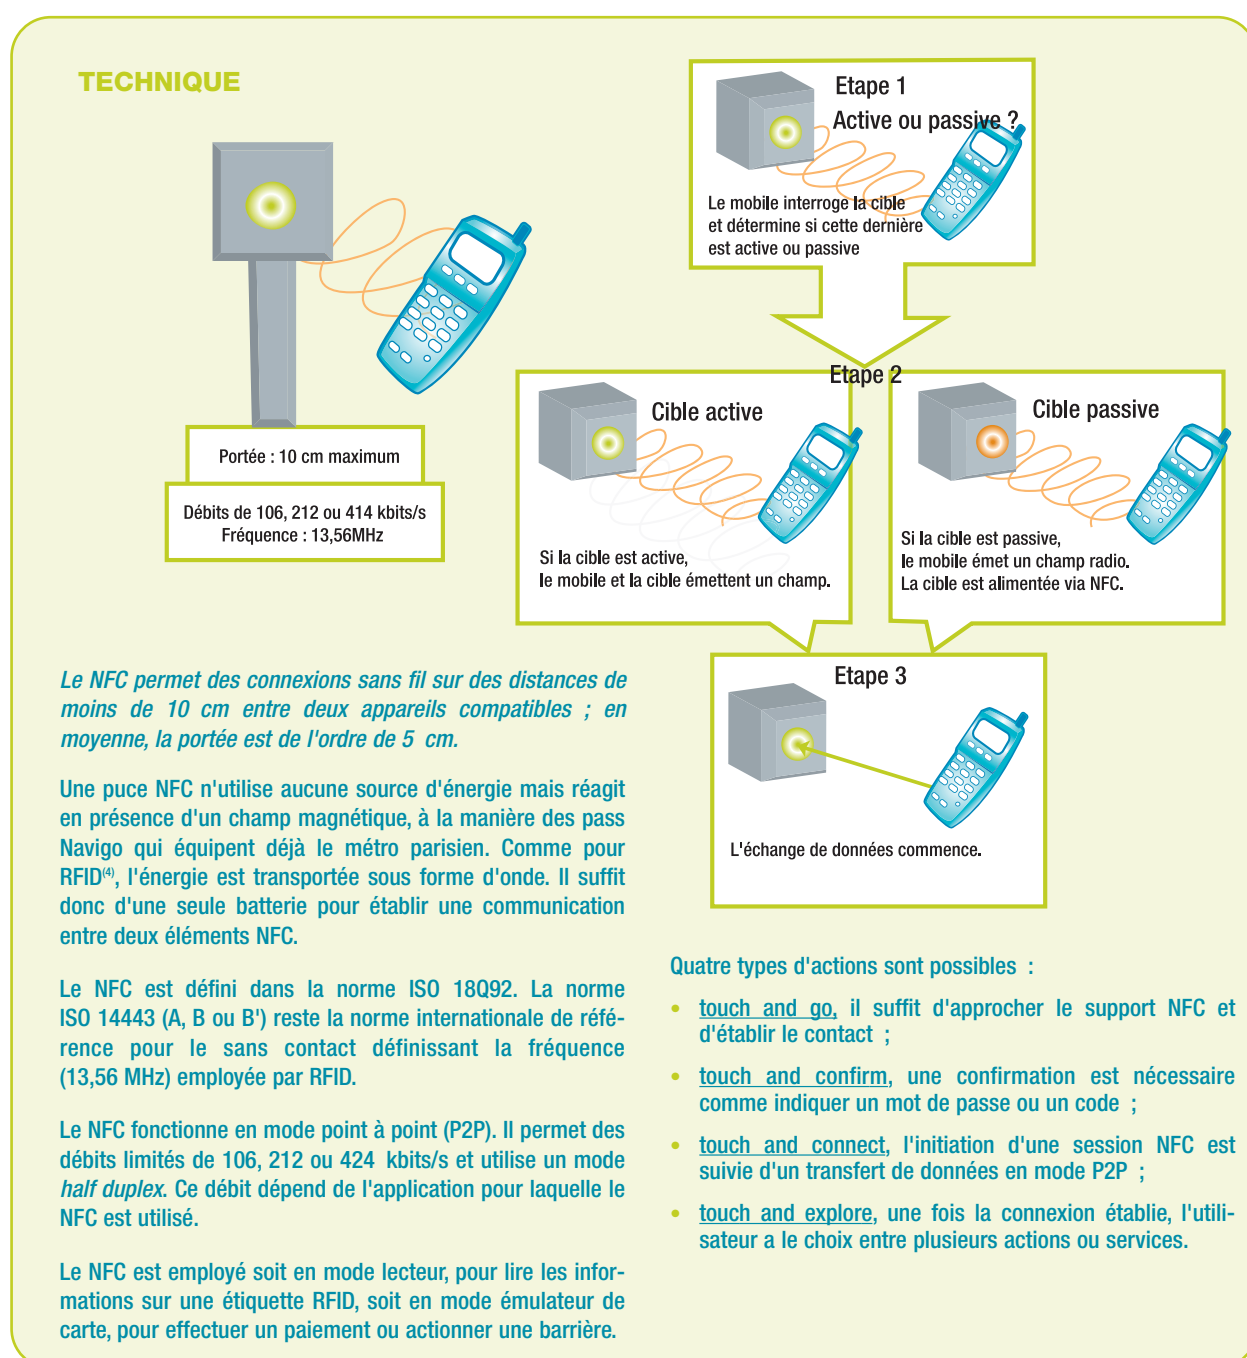 TECHNIQUE
Portée : 10 cm maximum
Débits de 106, 212 ou 414 kbits/s
Fréquence : 13,56MHz
Etape 1
Active ou passive ?
Le mobile interroge la cible
et détermine si cette dernière
est active ou passive
Etape 2
Cible active
Si la cible est active,
le mobile et la cible émettent un champ.
Cible passive
Si la cible est passive,
le mobile émet un champ radio.
La cible est alimentée via NFC.
Etape 3
L'échange de données commence.
Le NFC permet des connexions sans fil sur des distances de
moins de 10 cm entre deux appareils compatibles ; en
moyenne, la portée est de l'ordre de 5 cm.
Une puce NFC n'utilise aucune source d'énergie mais réagit
en présence d'un champ magnétique, à la manière des pass
Navigo qui équipent déjà le métro parisien. Comme pour
RFID(4), l'énergie est transportée sous forme d'onde. Il suffit
donc d'une seule batterie pour établir une communication
entre deux éléments NFC.
Le NFC est défini dans la norme ISO 18Q92. La norme
ISO 14443 (A, B ou B') reste la norme internationale de réfé-
rence pour le sans contact définissant la fréquence
(13,56 MHz) employée par RFID.
Le NFC fonctionne en mode point à point (P2P). Il permet des
débits limités de 106, 212 ou 424 kbits/s et utilise un mode
half duplex. Ce débit dépend de l'application pour laquelle le
NFC est utilisé.
Le NFC est employé soit en mode lecteur, pour lire les infor-
mations sur une étiquette RFID, soit en mode émulateur de
carte, pour effectuer un paiement ou actionner une barrière.
Quatre types d'actions sont possibles :
• touch and go, il suffit d'approcher le support NFC et
d'établir le contact ;
• touch and confirm, une confirmation est nécessaire
comme indiquer un mot de passe ou un code ;
• touch and connect, l'initiation d'une session NFC est
suivie d'un transfert de données en mode P2P ;
• touch and explore, une fois la connexion établie, l'utili-
sateur a le choix entre plusieurs actions ou services.